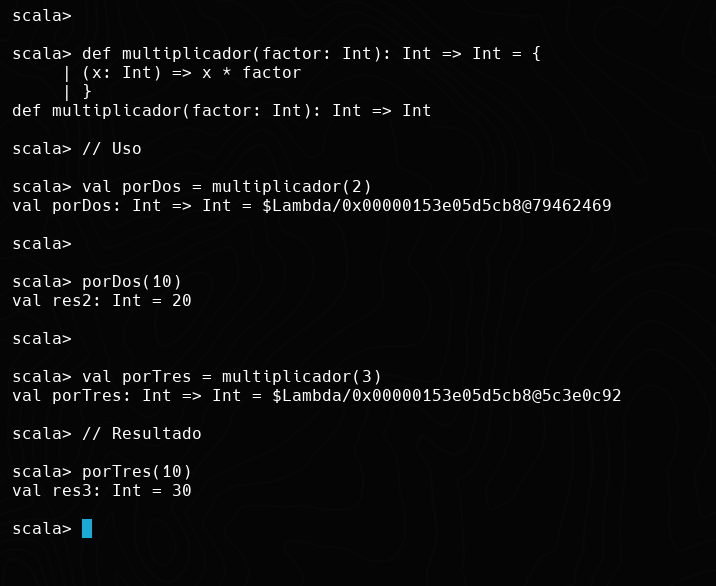 scala>
scala> def multiplicador(factor: Int): Int => Int = {
     | (x: Int) => x * factor
     | }
def multiplicador(factor: Int): Int => Int
scala> // Uso
scala> val porDos = multiplicador(2)
val porDos: Int => Int = $Lambda/0x00000153e05d5cb8@79462469
scala>
scala> porDos(10)
val res2: Int = 20
scala>
scala> val porTres = multiplicador(3)
val porTres: Int => Int = $Lambda/0x00000153e05d5cb8@5c3e0c92
scala> // Resultado
scala> porTres(10)
val res3: Int = 30
scala>